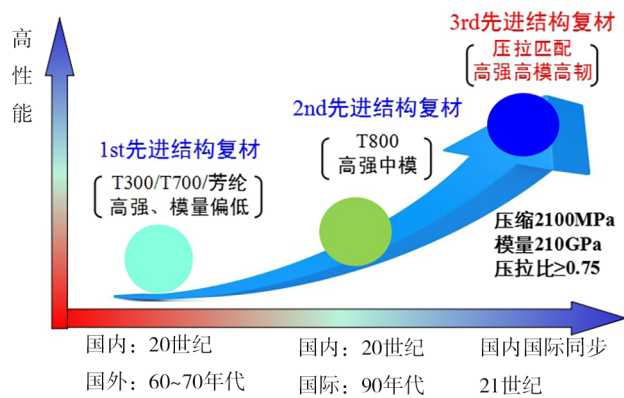 高性能
3rd先进结构复材
压拉匹配
高强高模高韧
2nd先进结构复材
T800
高强中模
1st先进结构复材
T300/T700/芳纶
高强、模量偏低
压缩2100MPa
模量210GPa
压拉比≥0.75
国内：20世纪
国外：60~70年代
国内：20世纪
国际：90年代
国内国际同步
21世纪